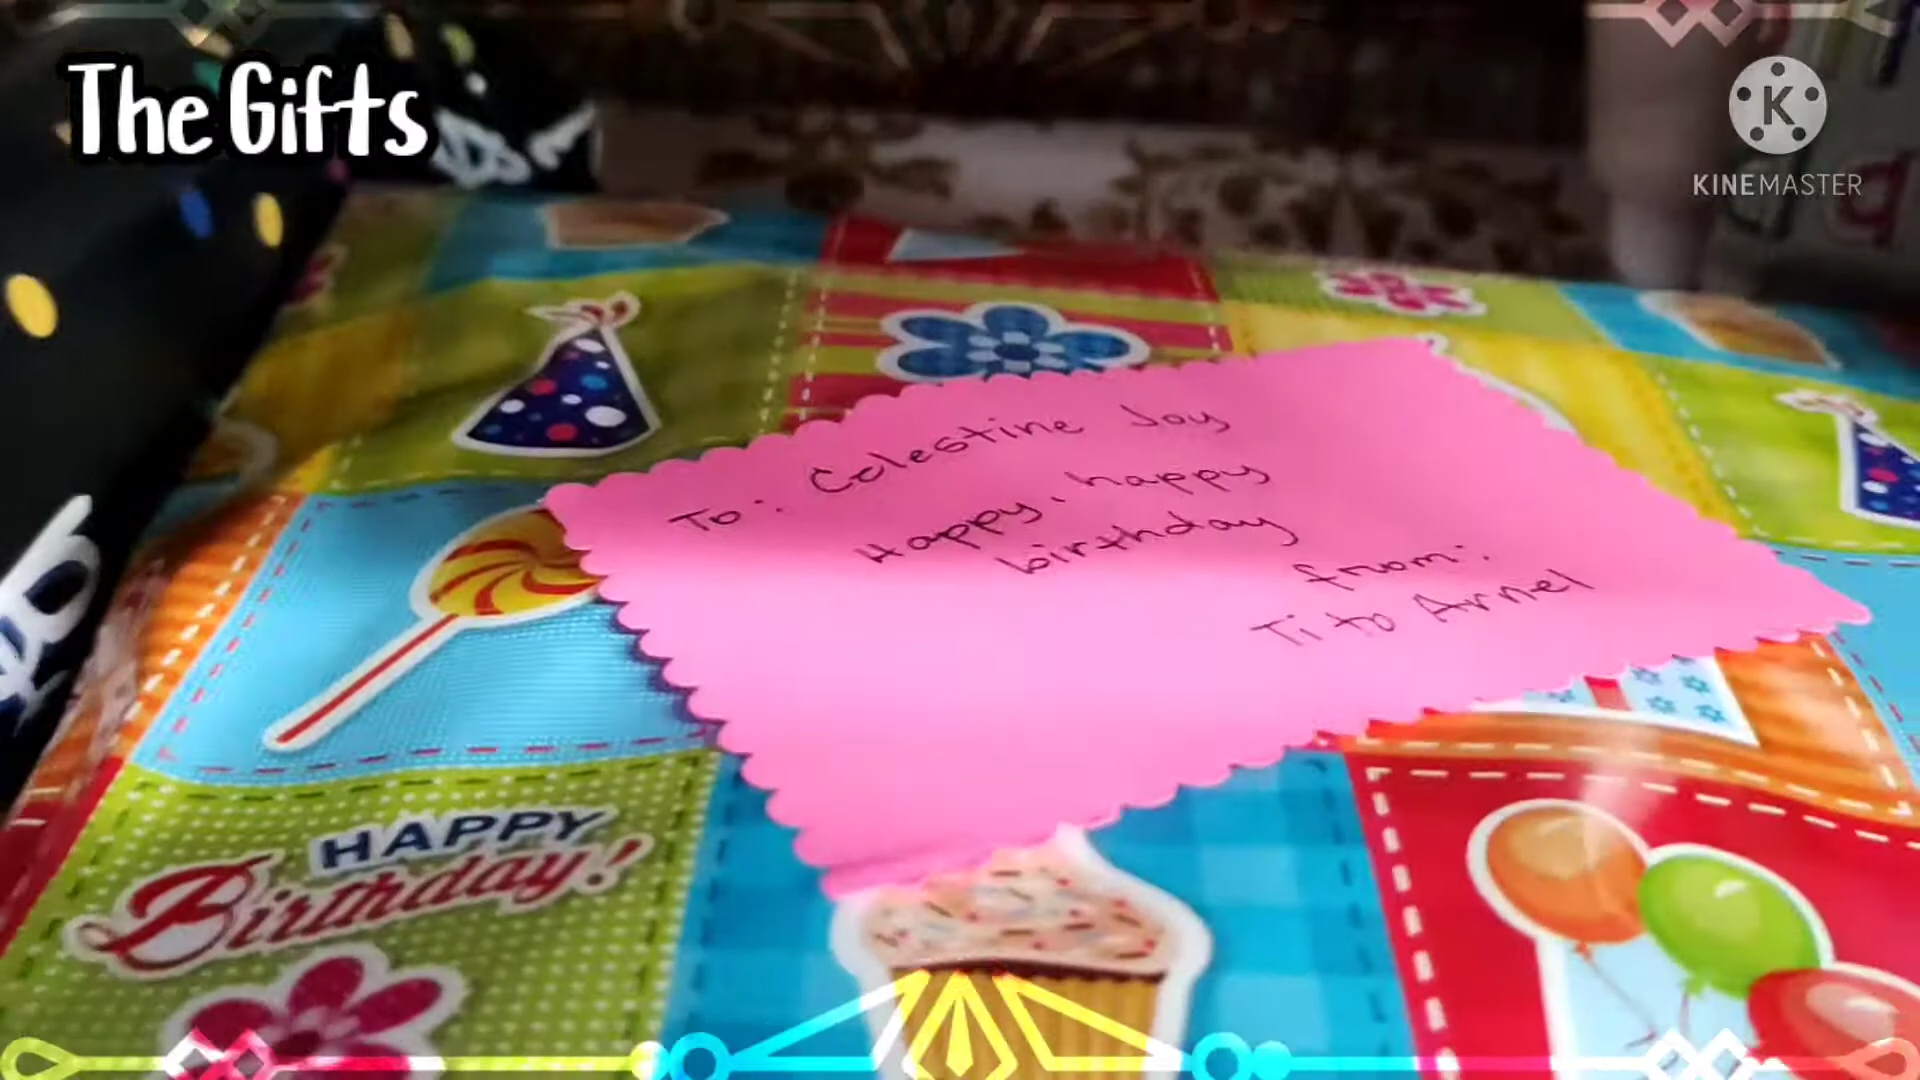 The Gifts
KINEMASTER
To: Celestine Joy
Happy, happy
birthday
from:
Tito Arnel
HAPPY
Birthday!